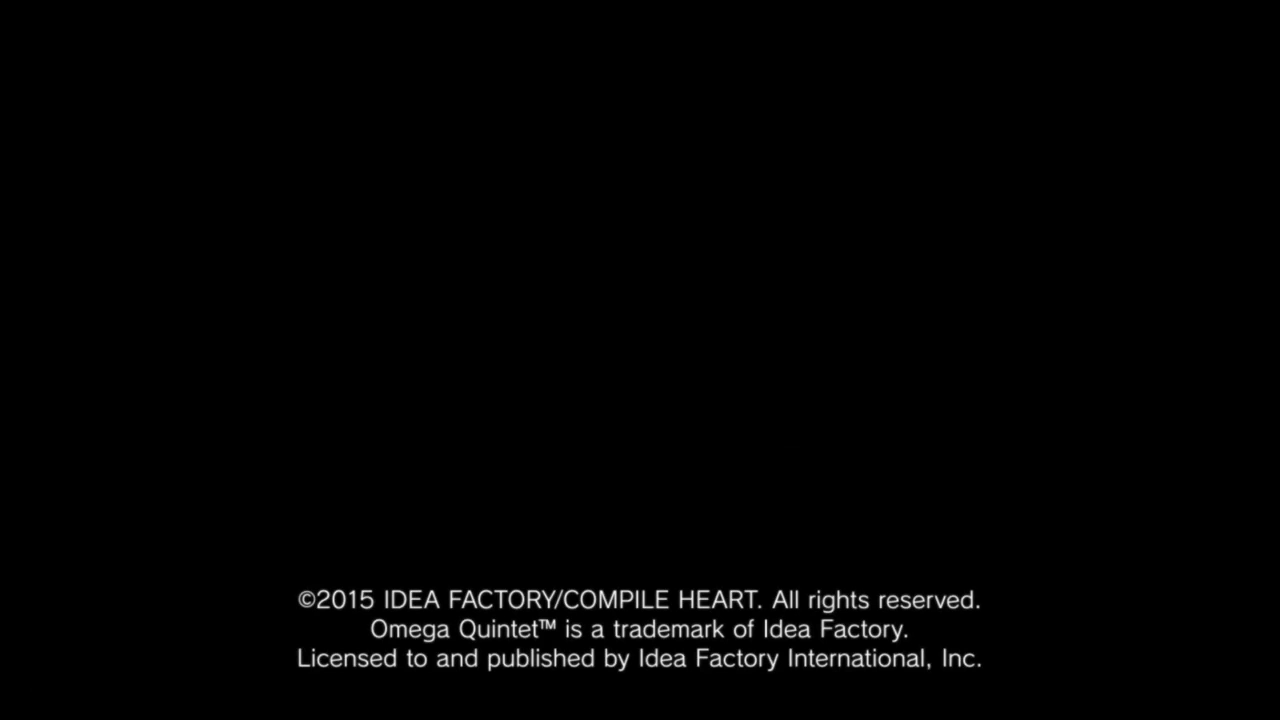 ©2015 IDEA FACTORY/COMPILE HEART. All rights reserved.
Omega Quintet™ is a trademark of Idea Factory.
Licensed to and published by Idea Factory International, Inc.